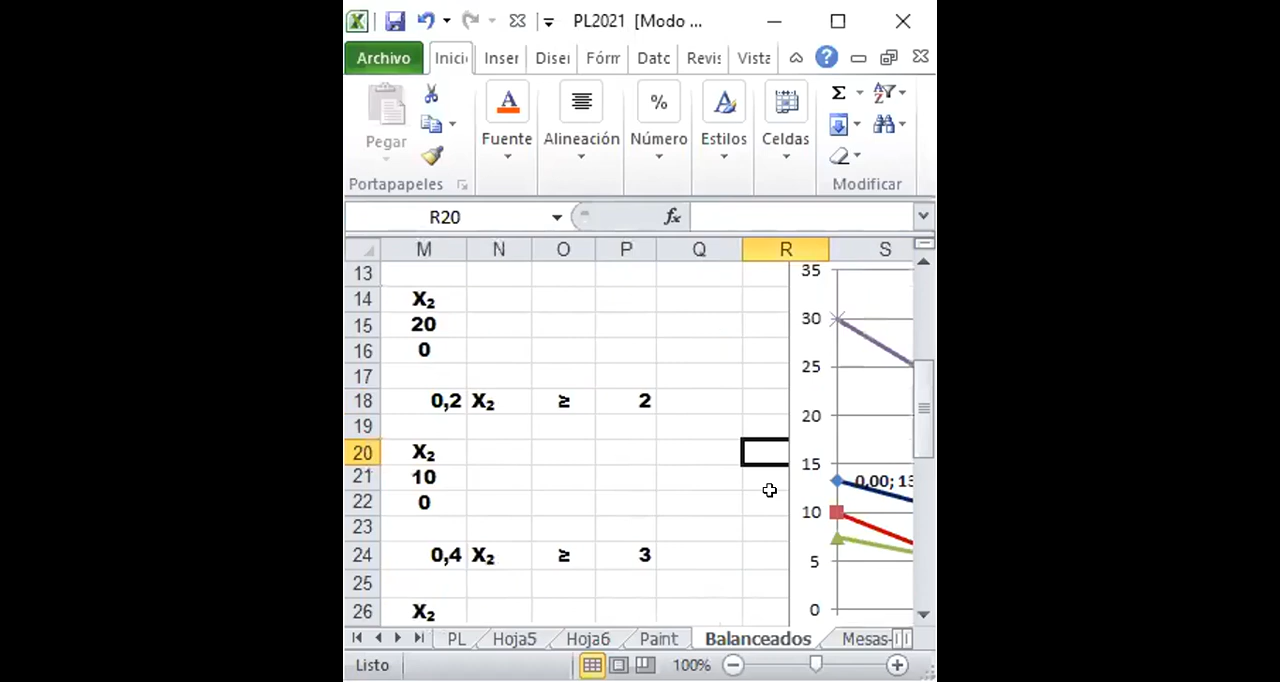 PL2021 [Modo ...
Archivo Inici Inser Diseñ Fórm Datc Revis Vista
Pegar Fuente Alineación Número Estilos Celdas
Portapapeles Modificar
R20 fx
M N O P Q R S
13 35
14 X₂
15 20 30
16 0
17 25
18 0,2 X₂ ≥ 2 20
19
20 X₂ 15
21 10 0,00; 13
22 0 10
23
24 0,4 X₂ ≥ 3 5
25
26 X₂ 0
PL Hoja5 Hoja6 Paint Balanceados Mesas-
Listo 100%